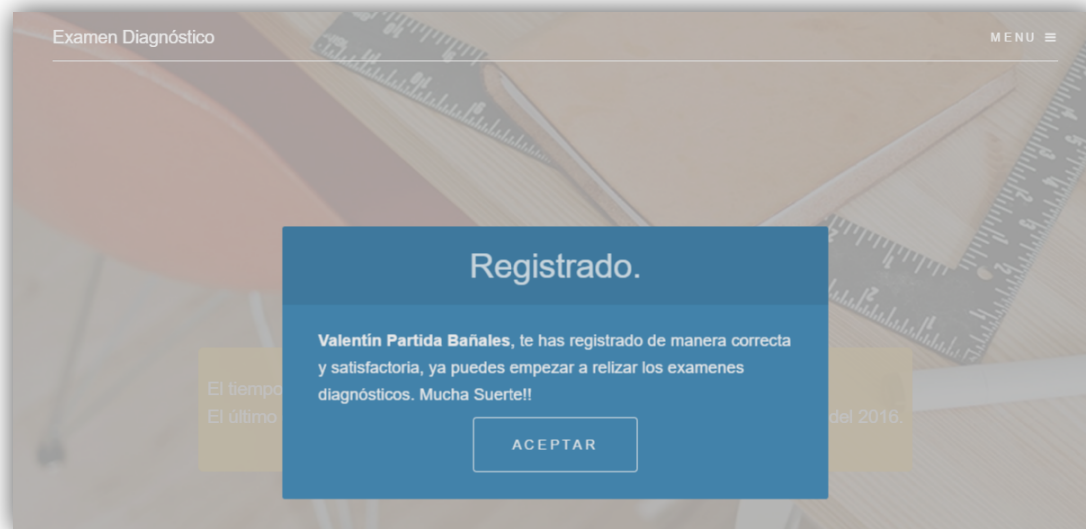 Examen Diagnóstico
MENU
Registrado.
Valentín Partida Bañales, te has registrado de manera correcta
y satisfactoria, ya puedes empezar a relizar los examenes
diagnósticos. Mucha Suerte!!
El tiempo
El último del 2016.
ACEPTAR